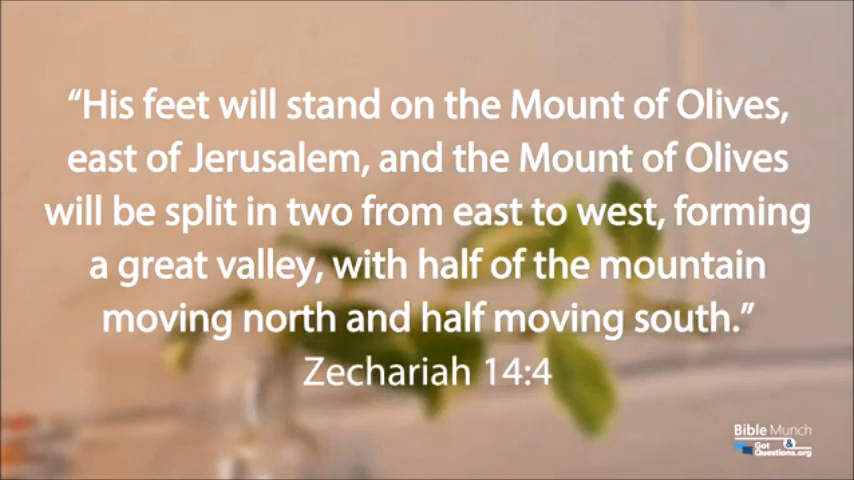 “His feet will stand on the Mount of Olives,
east of Jerusalem, and the Mount of Olives
will be split in two from east to west, forming
a great valley, with half of the mountain
moving north and half moving south.”
Zechariah 14:4
Bible Munch
&
Got
Questions.org